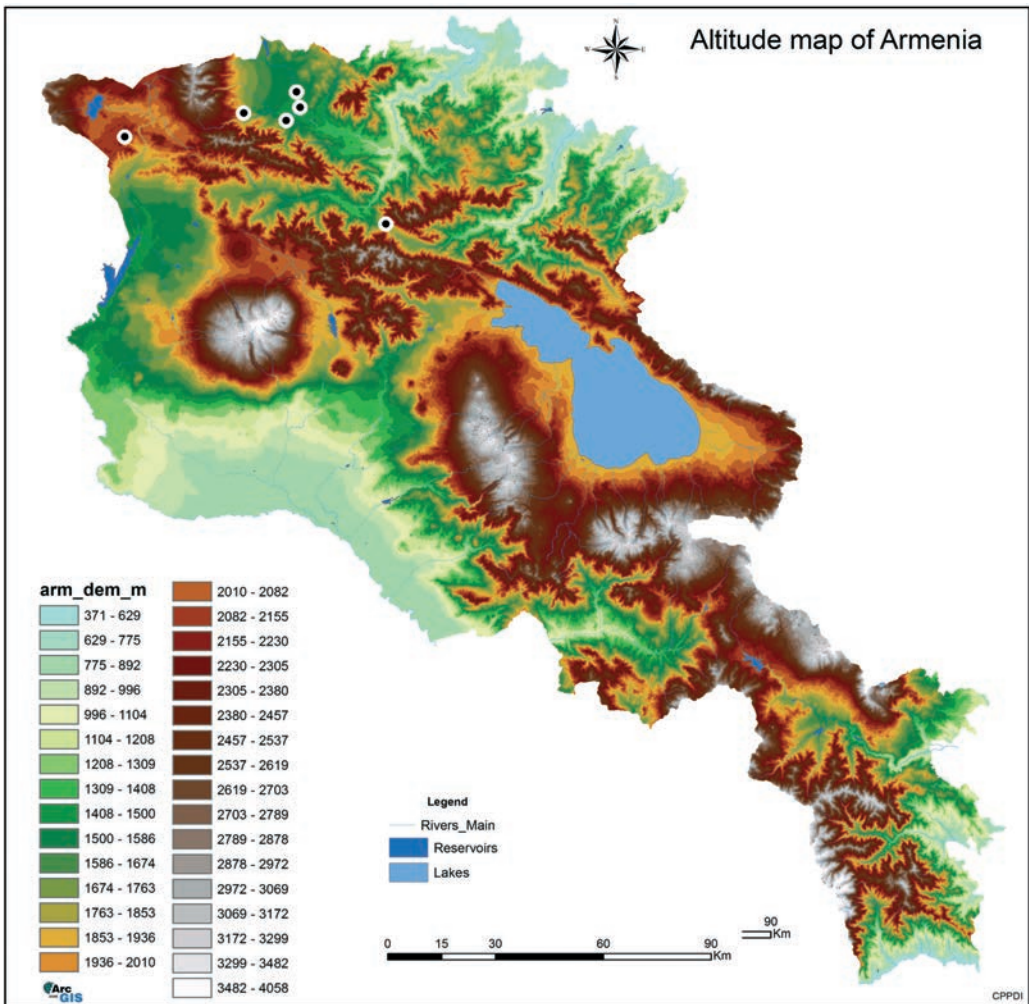 Altitude map of Armenia
N
W
E
S
arm_dem_m
371 - 629
629 - 775
775 - 892
892 - 996
996 - 1104
1104 - 1208
1208 - 1309
1309 - 1408
1408 - 1500
1500 - 1586
1586 - 1674
1674 - 1763
1763 - 1853
1853 - 1936
1936 - 2010
2010 - 2082
2082 - 2155
2155 - 2230
2230 - 2305
2305 - 2380
2380 - 2457
2457 - 2537
2537 - 2619
2619 - 2703
2703 - 2789
2789 - 2878
2878 - 2972
2972 - 3069
3069 - 3172
3172 - 3299
3299 - 3482
3482 - 4058
Legend
Rivers_Main
Reservoirs
Lakes
90
Km
0 15 30 60 90
Km
Arc
GIS
CPPDI